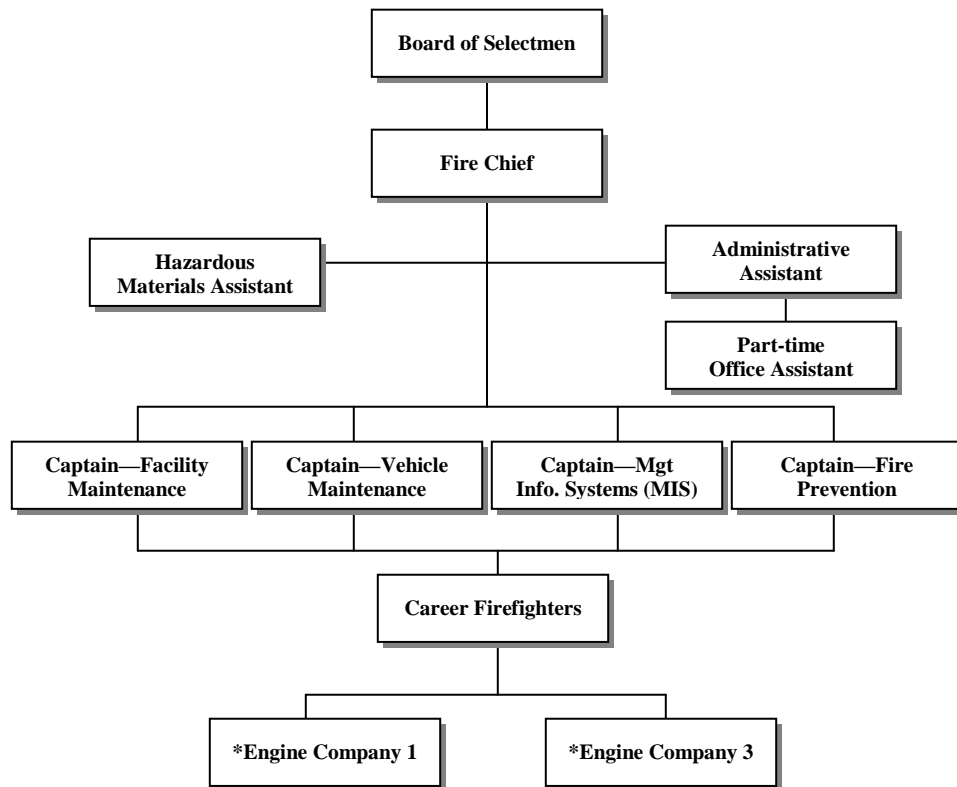 Board of Selectmen
Fire Chief
Hazardous
Materials Assistant
Administrative
Assistant
Part-time
Office Assistant
Captain—Facility
Maintenance
Captain—Vehicle
Maintenance
Captain—Mgt
Info. Systems (MIS)
Captain—Fire
Prevention
Career Firefighters
*Engine Company 1
*Engine Company 3